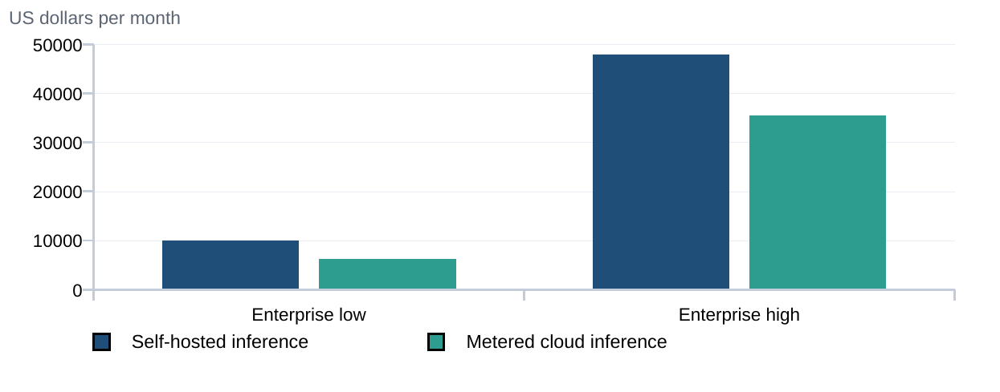 US dollars per month
50000
40000
30000
20000
10000
0
Enterprise low Enterprise high
Self-hosted inference Metered cloud inference